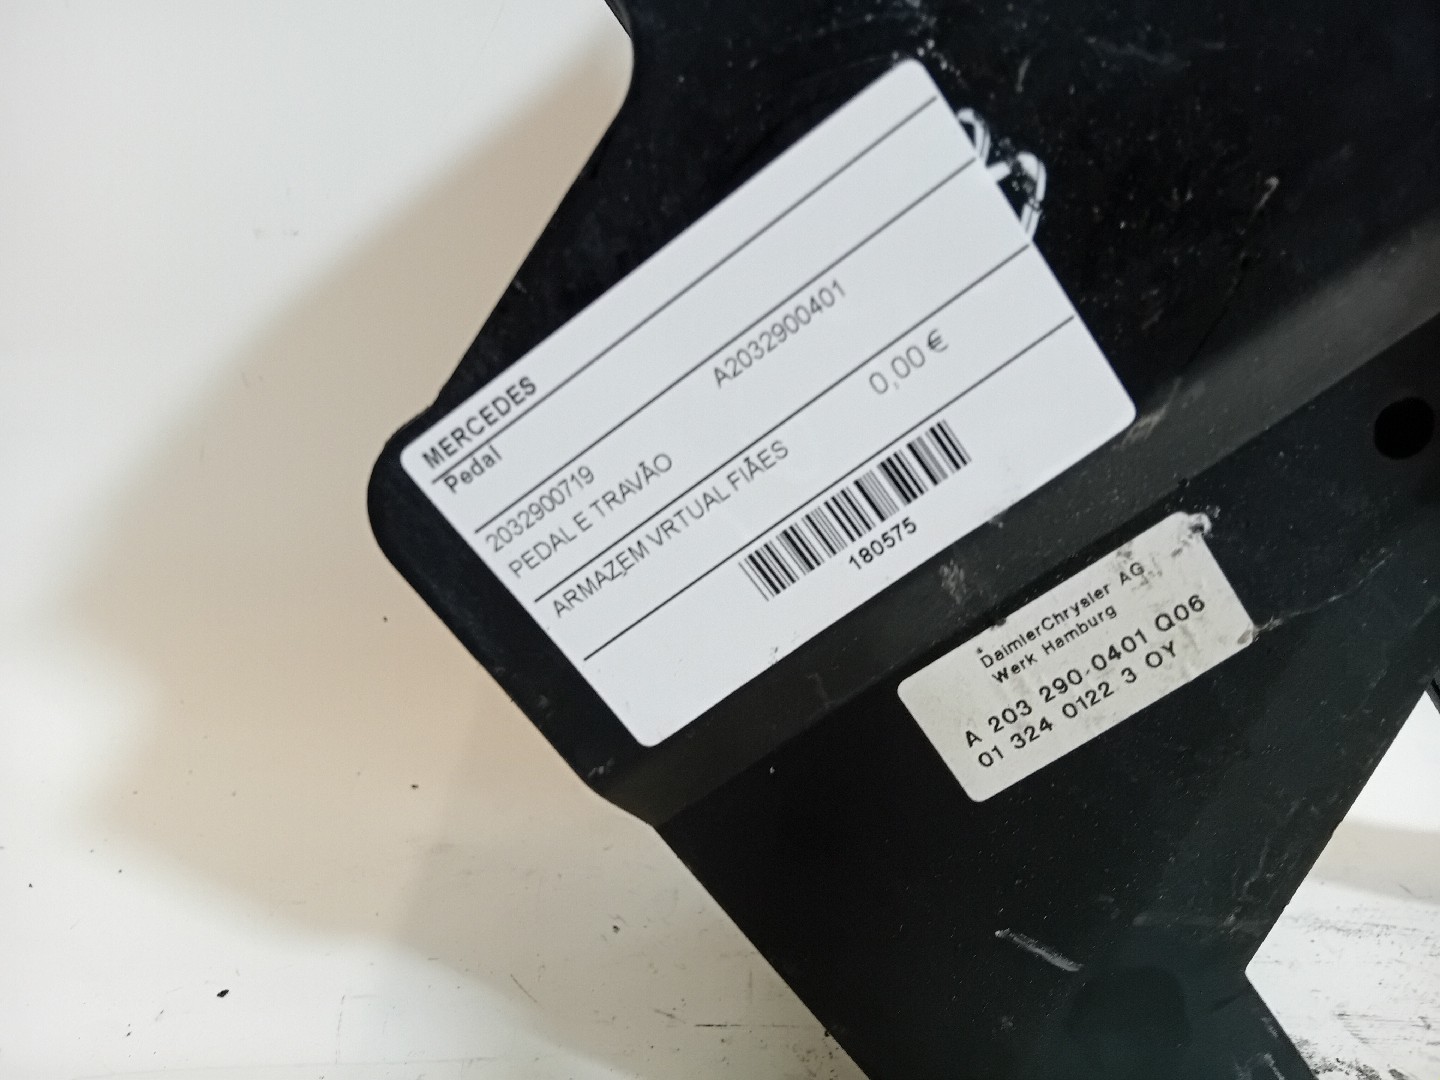 MERCEDES
Pedal
2032900719 A2032900401
PEDAL E TRAVÃO
ARMAZEM VRTUAL FIÃES 0,00 €
180575
DaimlerChrysler AG
Werk Hamburg
A 203 290-0401 Q06
01 324 0122 3 OY